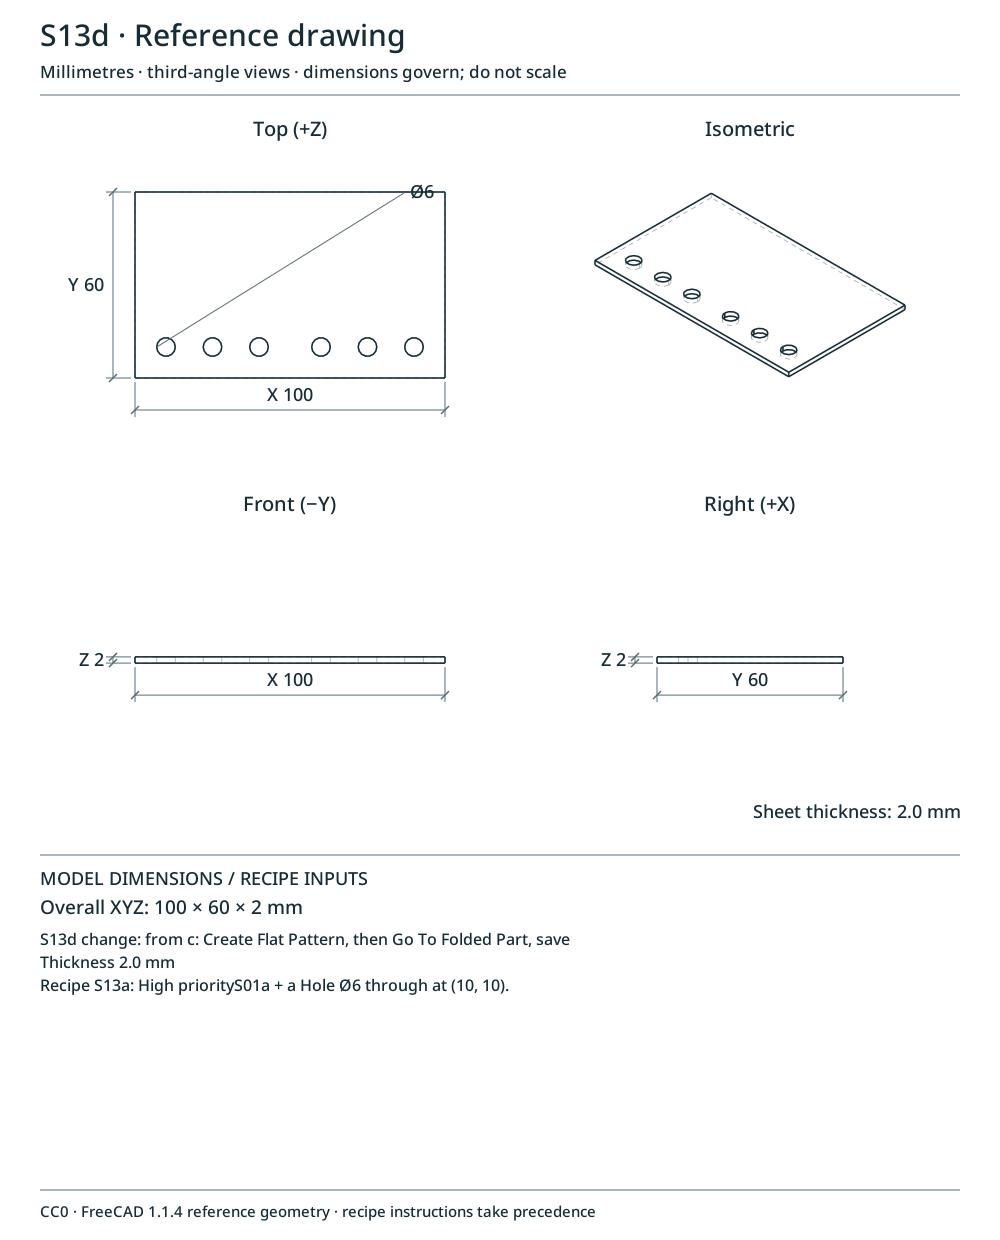 S13d · Reference drawing
Millimetres · third-angle views · dimensions govern; do not scale
Top (+Z)
Isometric
Ø6
Y 60
X 100
Front (−Y)
Right (+X)
Z 2
X 100
Z 2
Y 60
Sheet thickness: 2.0 mm
MODEL DIMENSIONS / RECIPE INPUTS
Overall XYZ: 100 × 60 × 2 mm
S13d change: from c: Create Flat Pattern, then Go To Folded Part, save
Thickness 2.0 mm
Recipe S13a: High priorityS01a + a Hole Ø6 through at (10, 10).
CC0 · FreeCAD 1.1.4 reference geometry · recipe instructions take precedence